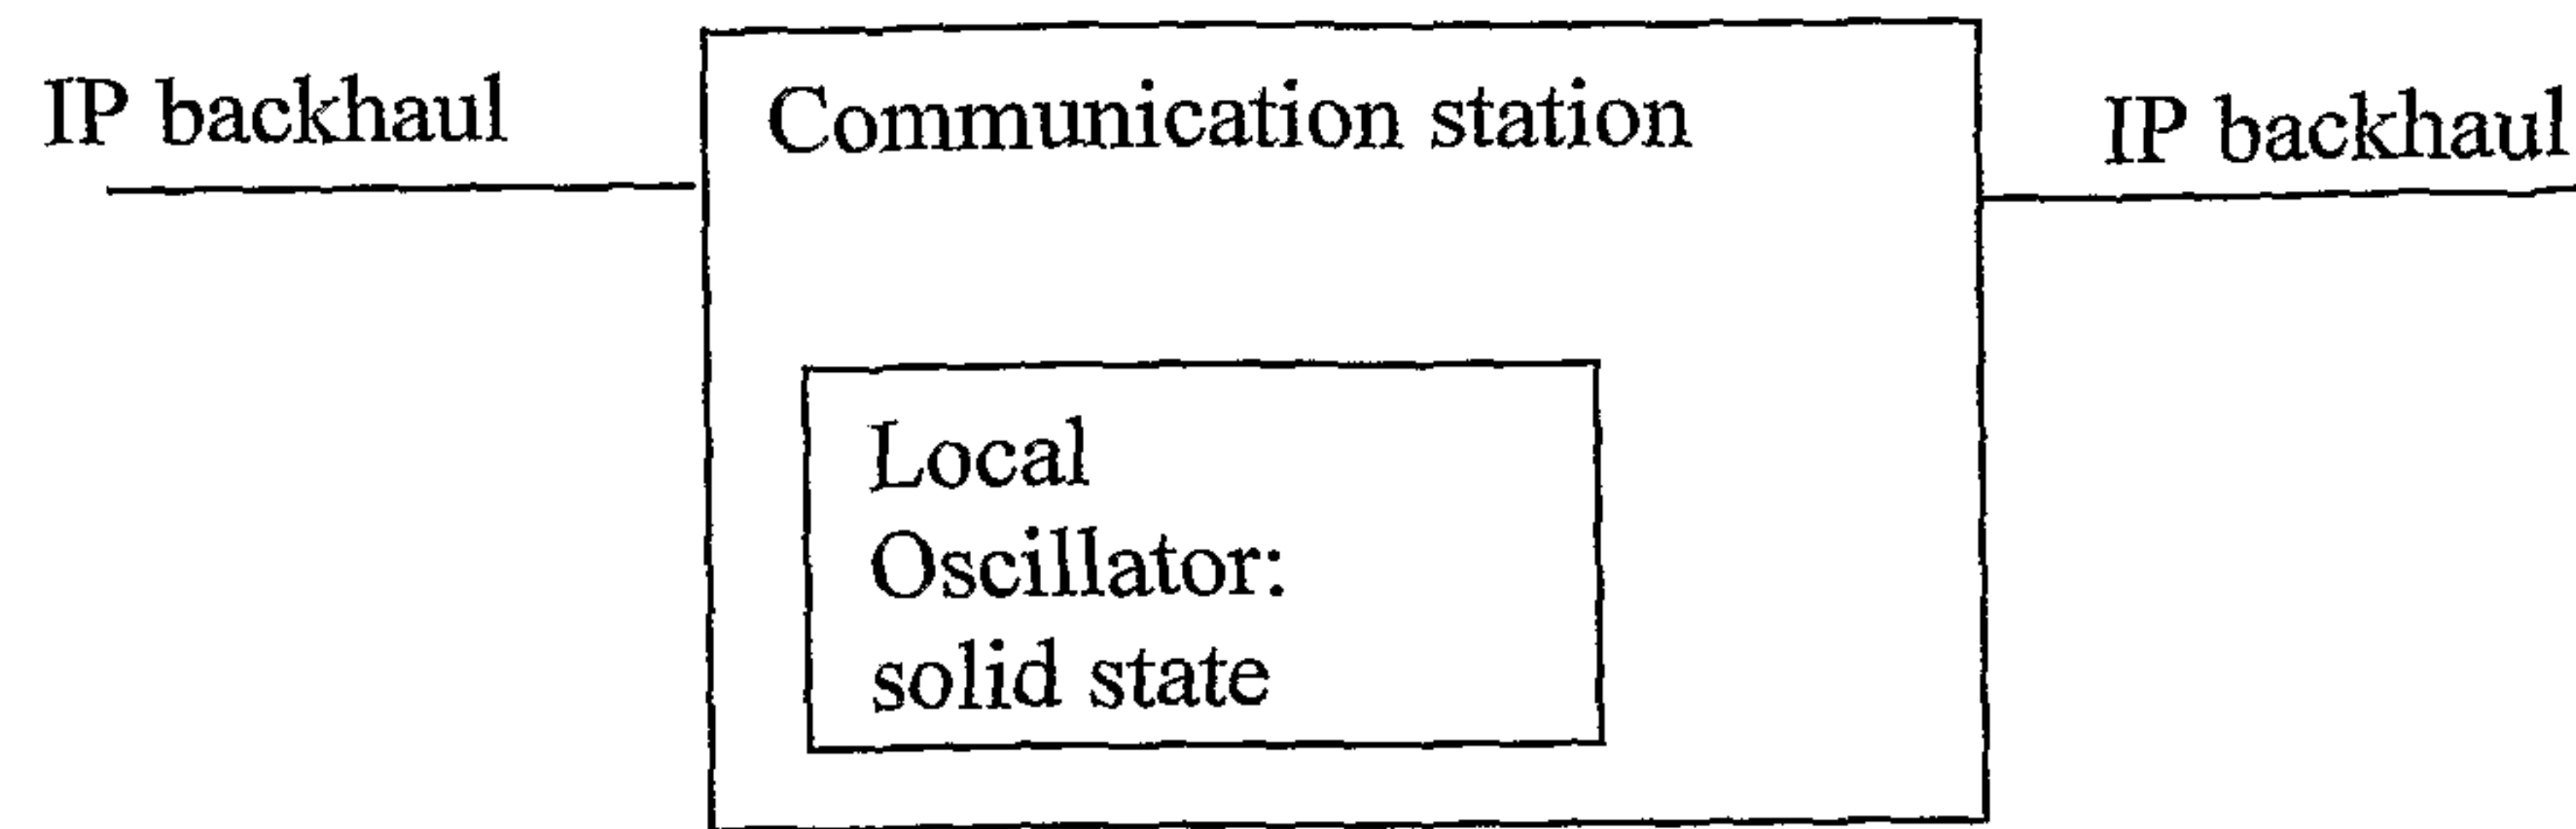 IP backhaul
Communication station
IP backhaul
Local
Oscillator:
solid state